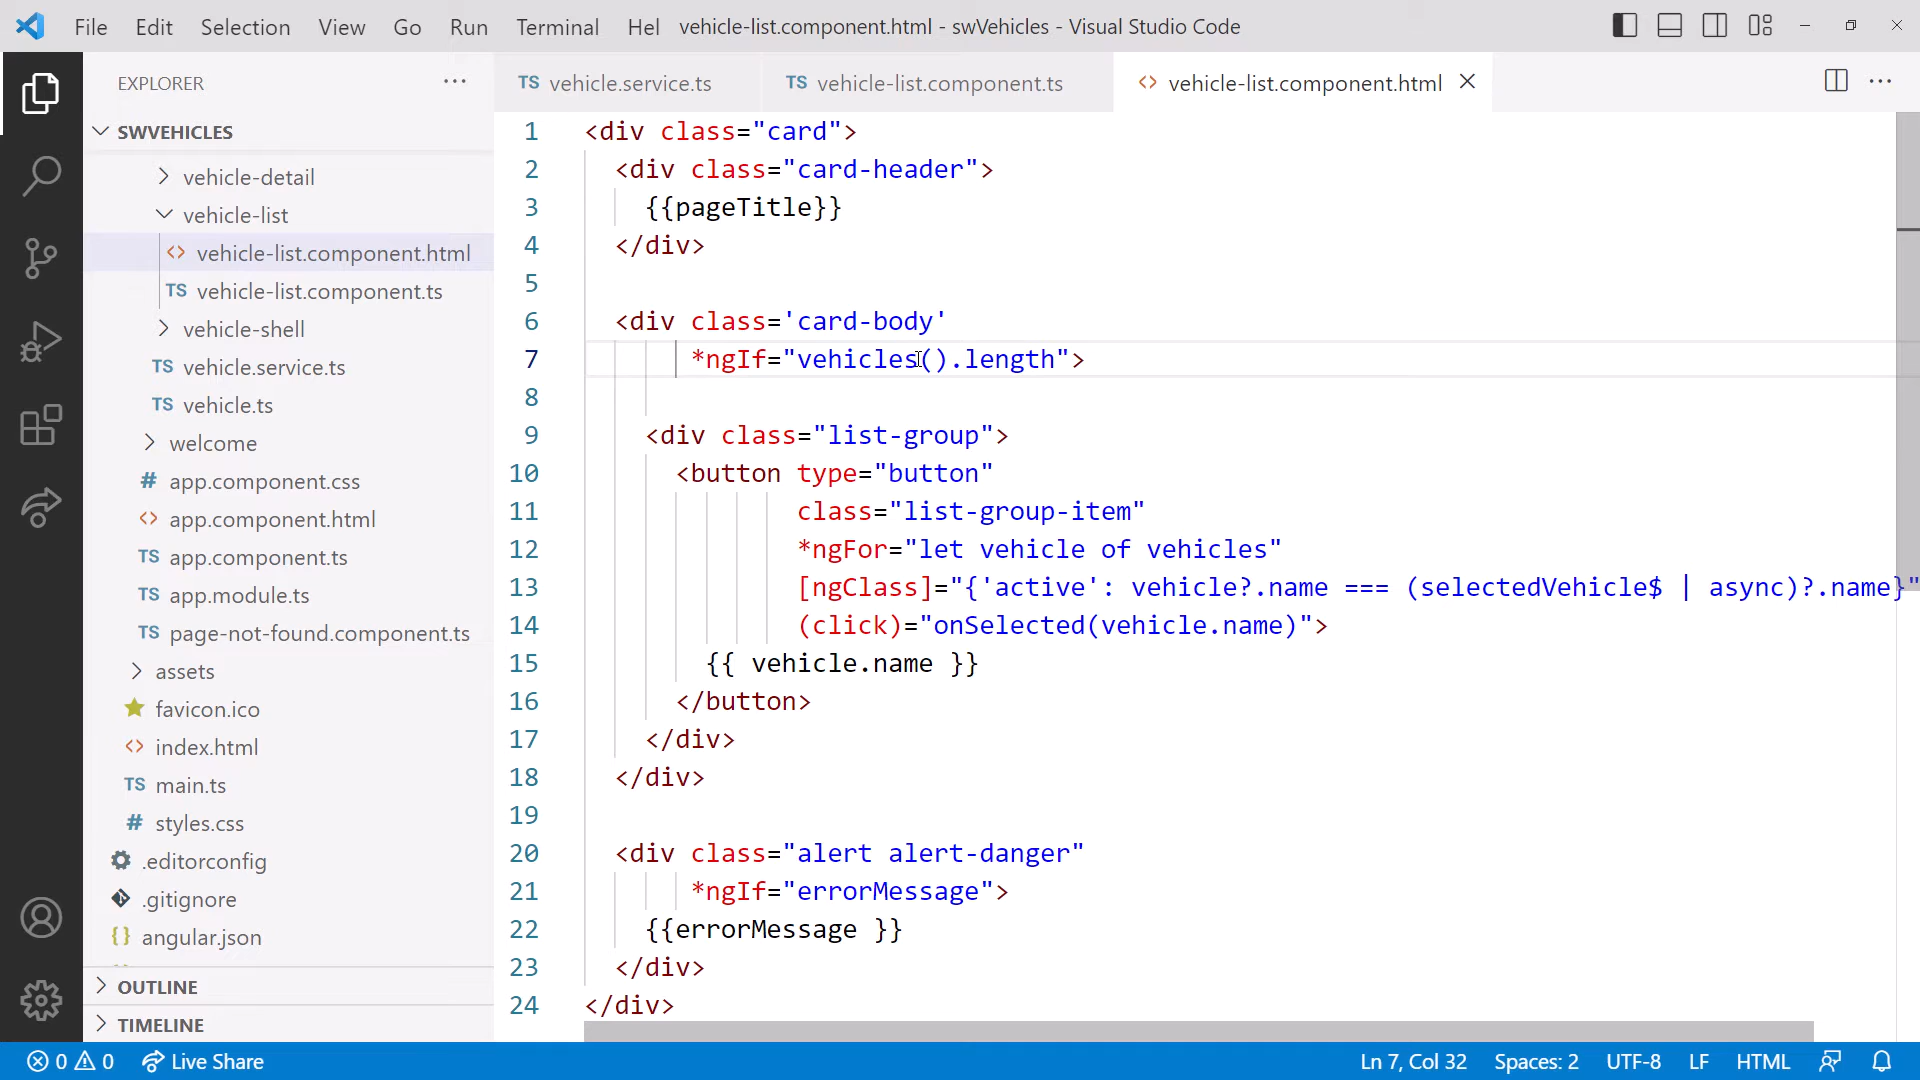 File Edit Selection View Go Run Terminal Hel vehicle-list.component.html - swVehicles - Visual Studio Code
EXPLORER
SWVEHICLES
vehicle-detail
vehicle-list
vehicle-list.component.html
TS vehicle-list.component.ts
vehicle-shell
TS vehicle.service.ts
TS vehicle.ts
welcome
# app.component.css
app.component.html
TS app.component.ts
TS app.module.ts
TS page-not-found.component.ts
assets
favicon.ico
index.html
TS main.ts
# styles.css
.editorconfig
.gitignore
{} angular.json
OUTLINE
TIMELINE
TS vehicle.service.ts TS vehicle-list.component.ts <> vehicle-list.component.html
1 <div class="card">
2 <div class="card-header">
3 {{pageTitle}}
4 </div>
5
6 <div class='card-body'
7 *ngIf="vehicles().length">
8
9 <div class="list-group">
10 <button type="button"
11 class="list-group-item"
12 *ngFor="let vehicle of vehicles"
13 [ngClass]="{'active': vehicle?.name === (selectedVehicle$ | async)?.name}"
14 (click)="onSelected(vehicle.name)">
15 {{ vehicle.name }}
16 </button>
17 </div>
18 </div>
19
20 <div class="alert alert-danger"
21 *ngIf="errorMessage">
22 {{errorMessage }}
23 </div>
24 </div>
0 0 Live Share Ln 7, Col 32 Spaces: 2 UTF-8 LF HTML